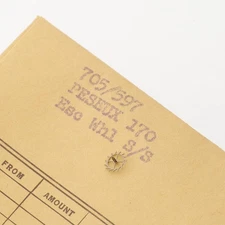 705/597
PESEUX 170
Esc Whl S/S
FROM
AMOUNT